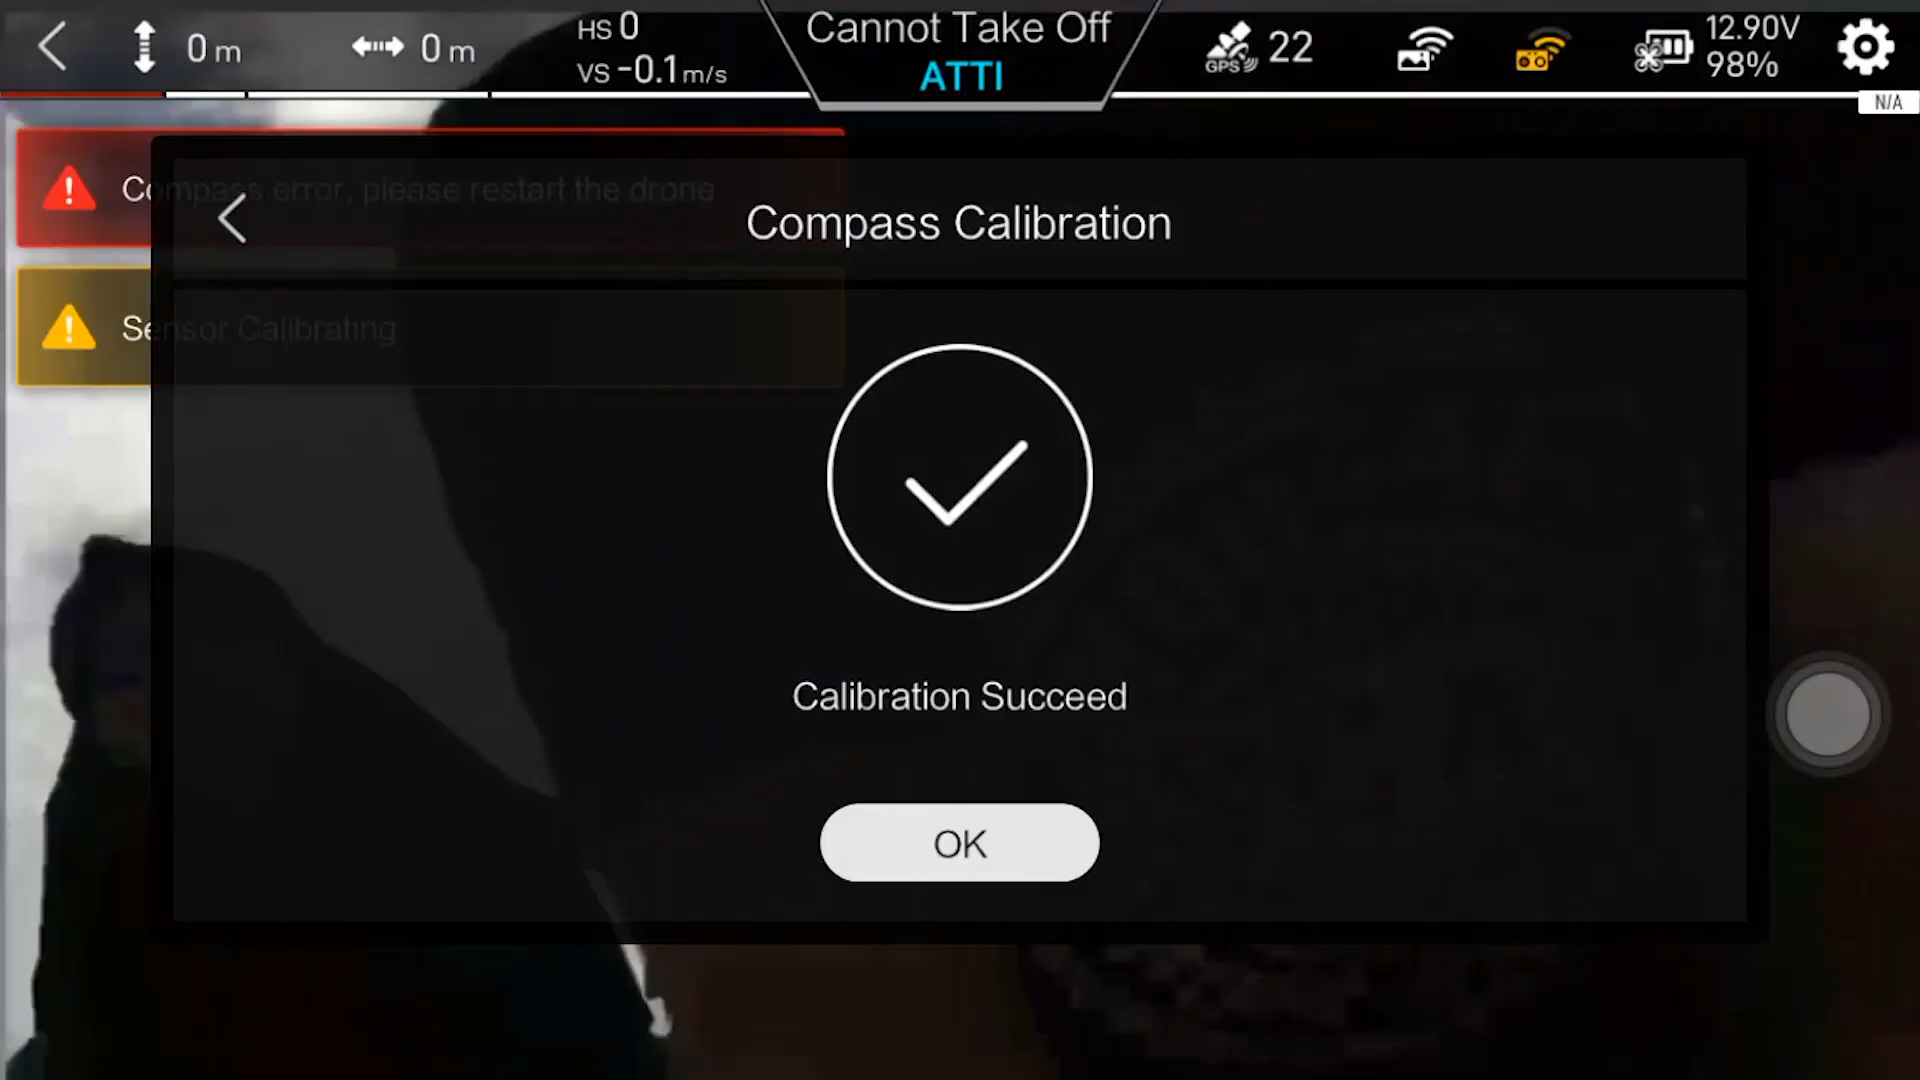 0 m
0 m
HS 0
VS -0.1 m/s
Cannot Take Off
ATTI
GPS 22
12.90V
98%
N/A
Compass error, please restart the drone
Compass Calibration
Sensor Calibrating
Calibration Succeed
OK